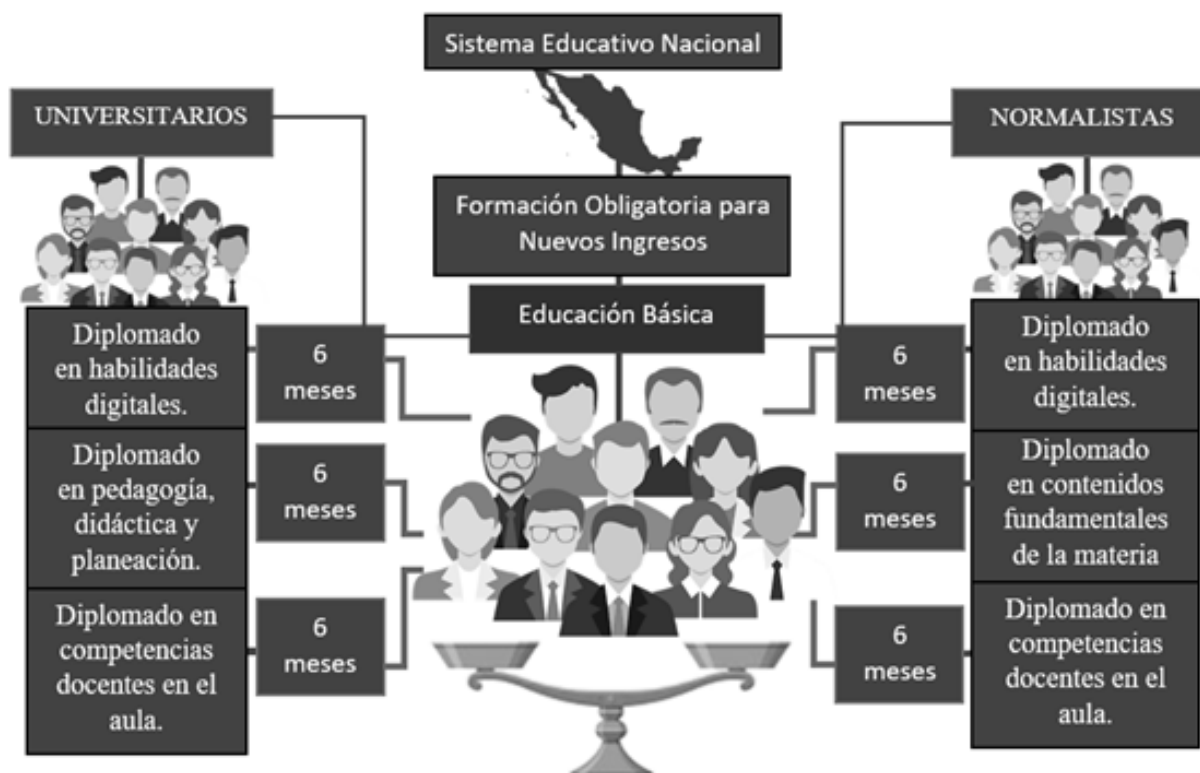 Sistema Educativo Nacional
UNIVERSITARIOS
NORMALISTAS
Formación Obligatoria para
Nuevos Ingresos
Educación Básica
Diplomado
en habilidades
digitales.
6
meses
Diplomado
en pedagogía,
didáctica y
planeación.
6
meses
Diplomado en
competencias
docentes en el
aula.
6
meses
6
meses
Diplomado
en habilidades
digitales.
6
meses
Diplomado
en contenidos
fundamentales
de la materia
6
meses
Diplomado en
competencias
docentes en el
aula.